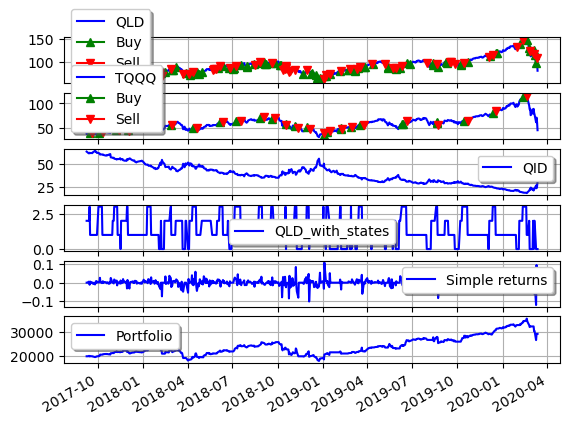 QLD
Buy
Sell
150
100
TQQQ
Buy
Sell
100
50
QID
50
25
QLD_with_states
2.5
0.0
Simple returns
0.1
0.0
−0.1
Portfolio
30000
20000
2017-10
2018-01
2018-04
2018-07
2018-10
2019-01
2019-04
2019-07
2019-10
2020-01
2020-04